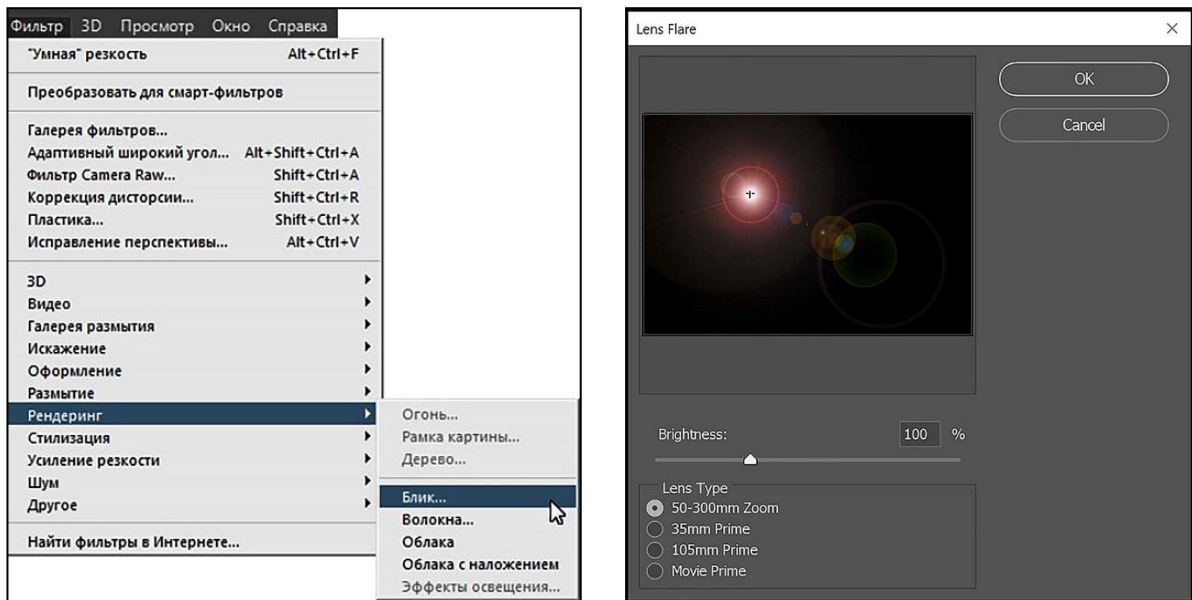 Фильтр 3D Просмотр Окно Справка
"Умная" резкость Alt+Ctrl+F
Преобразовать для смарт-фильтров
Галерея фильтров...
Адаптивный широкий угол... Alt+Shift+Ctrl+A
Фильтр Camera Raw... Shift+Ctrl+A
Коррекция дисторсии... Shift+Ctrl+R
Пластика... Shift+Ctrl+X
Исправление перспективы... Alt+Ctrl+V
3D
Видео
Галерея размытия
Искажение
Оформление
Размытие
Рендеринг
Стилизация
Усиление резкости
Шум
Другое
Найти фильтры в Интернете...
Огонь...
Рамка картины...
Дерево...
Блик...
Волокна...
Облака
Облака с наложением
Эффекты освещения...
Lens Flare
OK
Cancel
Brightness: 100 %
Lens Type
50-300mm Zoom
35mm Prime
105mm Prime
Movie Prime